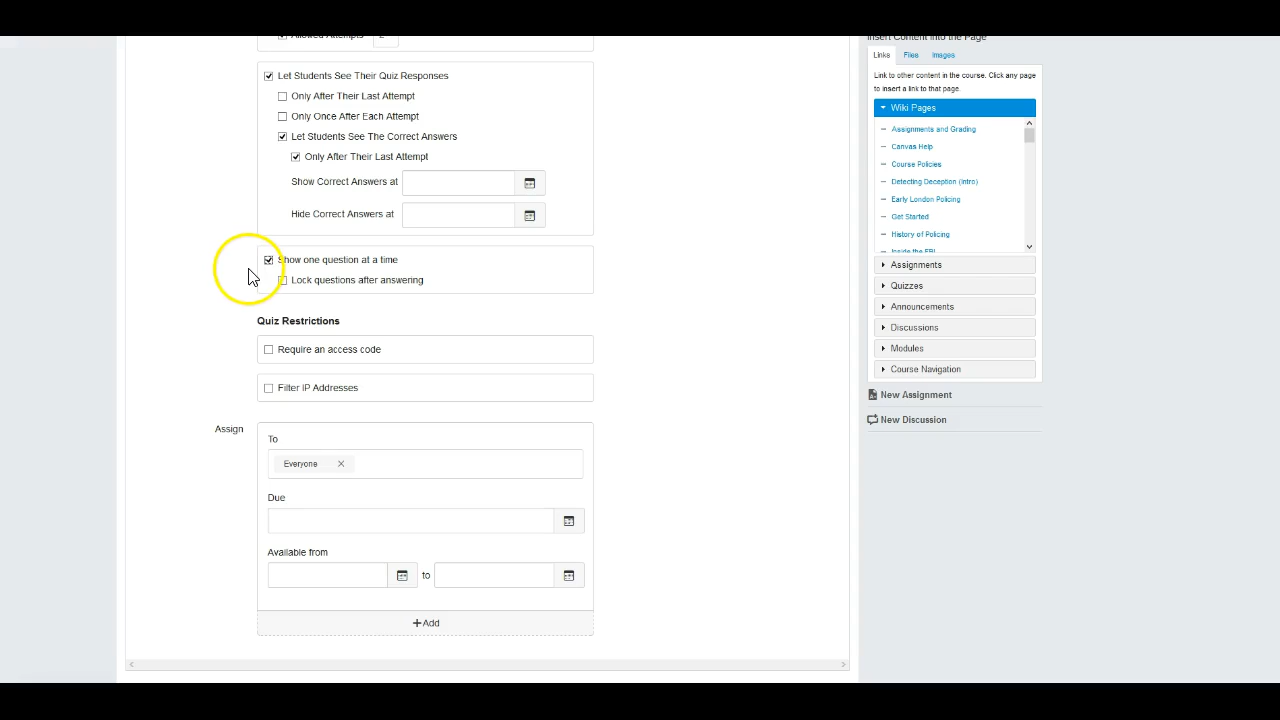 Allowed Attempts 2
Let Students See Their Quiz Responses
Only After Their Last Attempt
Only Once After Each Attempt
Let Students See The Correct Answers
Only After Their Last Attempt
Show Correct Answers at
Hide Correct Answers at
Show one question at a time
Lock questions after answering
Quiz Restrictions
Require an access code
Filter IP Addresses
Assign
To
Everyone
Due
Available from
to
Add
Insert Content into the Page
Links Files Images
Link to other content in the course. Click any page
to insert a link to that page.
Wiki Pages
Assignments and Grading
Canvas Help
Course Policies
Detecting Deception (Intro)
Early London Policing
Get Started
History of Policing
Inside the FBI
Assignments
Quizzes
Announcements
Discussions
Modules
Course Navigation
New Assignment
New Discussion